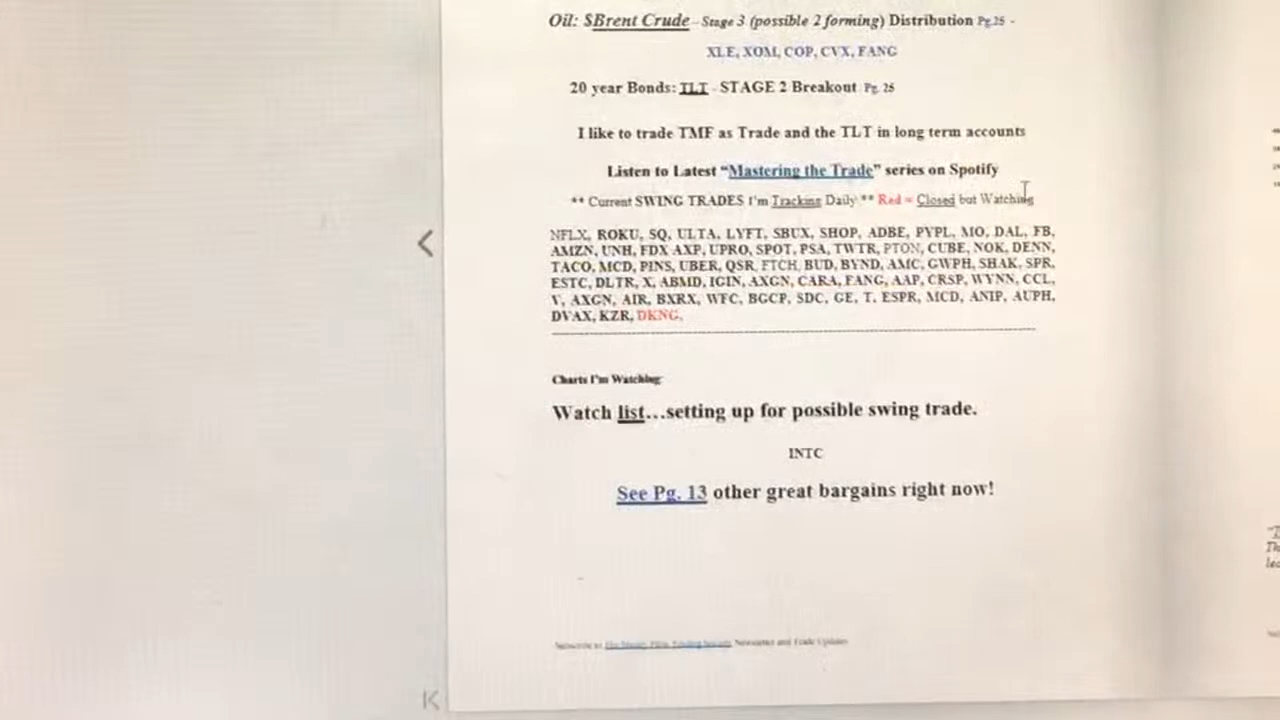 Oil: $Brent Crude - Stage 3 (possible 2 forming) Distribution Pg.25 -
XLE, XOM, COP, CVX, FANG
20 year Bonds: TLT - STAGE 2 Breakout Pg. 25
I like to trade TMF as Trade and the TLT in long term accounts
Listen to Latest “Mastering the Trade” series on Spotify
** Current SWING TRADES I'm Tracking Daily ** Red = Closed but Watching
NFLX, ROKU, SQ, ULTA, LYFT, SBUX, SHOP, ADBE, PYPL, MO, DAL, FB,
AMZN, UNH, FDX AXP, UPRO, SPOT, PSA, TWTR, PTON, CUBE, NOK, DENN,
TACO, MCD, PINS, UBER, QSR, FTCH, BUD, BYND, AMC, GWPH, SHAK, SPR,
ESTC, DLTR, X, ABMD, IGIN, AXGN, CARA, FANG, AAP, CRSP, WYNN, CCL,
V, AXGN, AIR, BXRX, WFC, BGCP, SDC, GE, T, ESPR, MCD, ANIP, AUPH,
DVAX, KZR, DKNG,
Charts I'm Watching:
Watch list...setting up for possible swing trade.
INTC
See Pg. 13 other great bargains right now!
Subscribe to Newsletter and Trade Updates